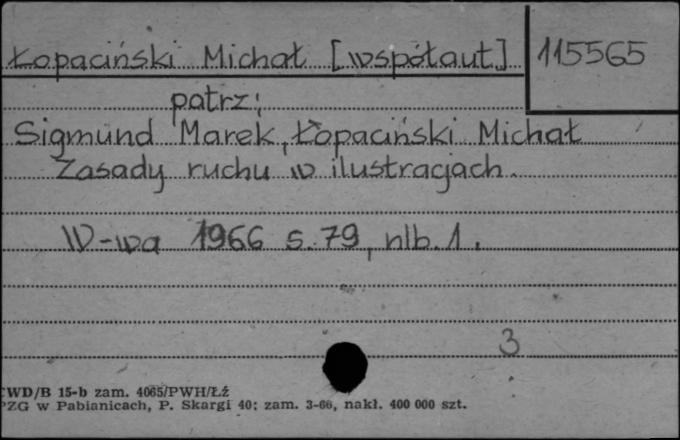 Łopaciński Michał [współaut] 115565
patrz:
Sigmund Marek, Łopaciński Michał
Zasady ruchu w ilustracjach.
W-wa 1966 s. 79, nlb. 1.
3
CWD/B 15-b zam. 4065/PWH/Łź
PZG w Pabianicach, P. Skargi 40; zam. 3-66, nakł. 400 000 szt.